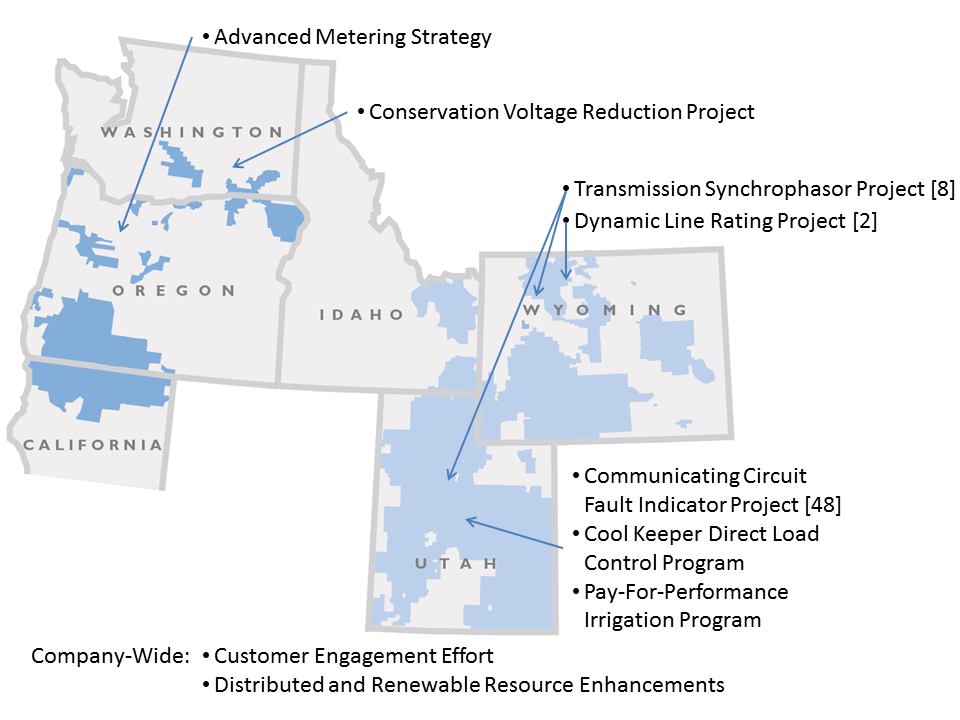 • Advanced Metering Strategy
• Conservation Voltage Reduction Project
WASHINGTON
• Transmission Synchrophasor Project [8]
• Dynamic Line Rating Project [2]
OREGON
IDAHO
WYOMING
CALIFORNIA
• Communicating Circuit
Fault Indicator Project [48]
• Cool Keeper Direct Load
Control Program
UTAH
• Pay-For-Performance
Irrigation Program
Company-Wide: • Customer Engagement Effort
• Distributed and Renewable Resource Enhancements